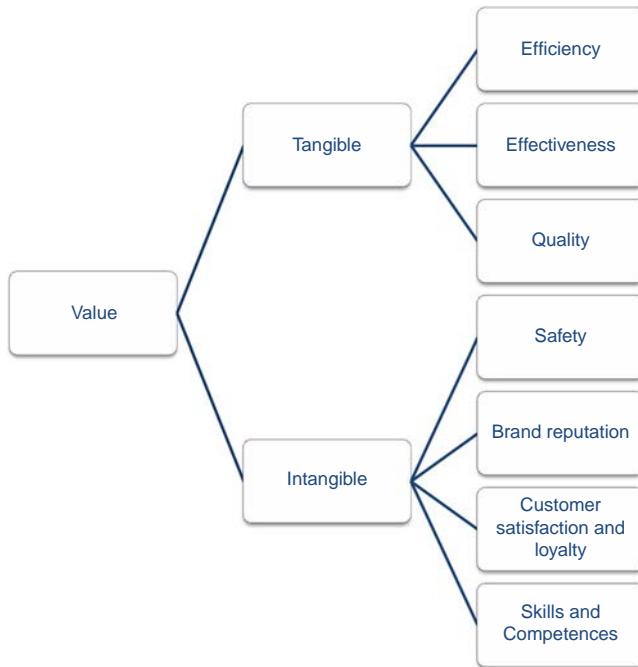 Efficiency
Tangible
Effectiveness
Quality
Value
Safety
Brand reputation
Intangible
Customer
satisfaction and
loyalty
Skills and
Competences